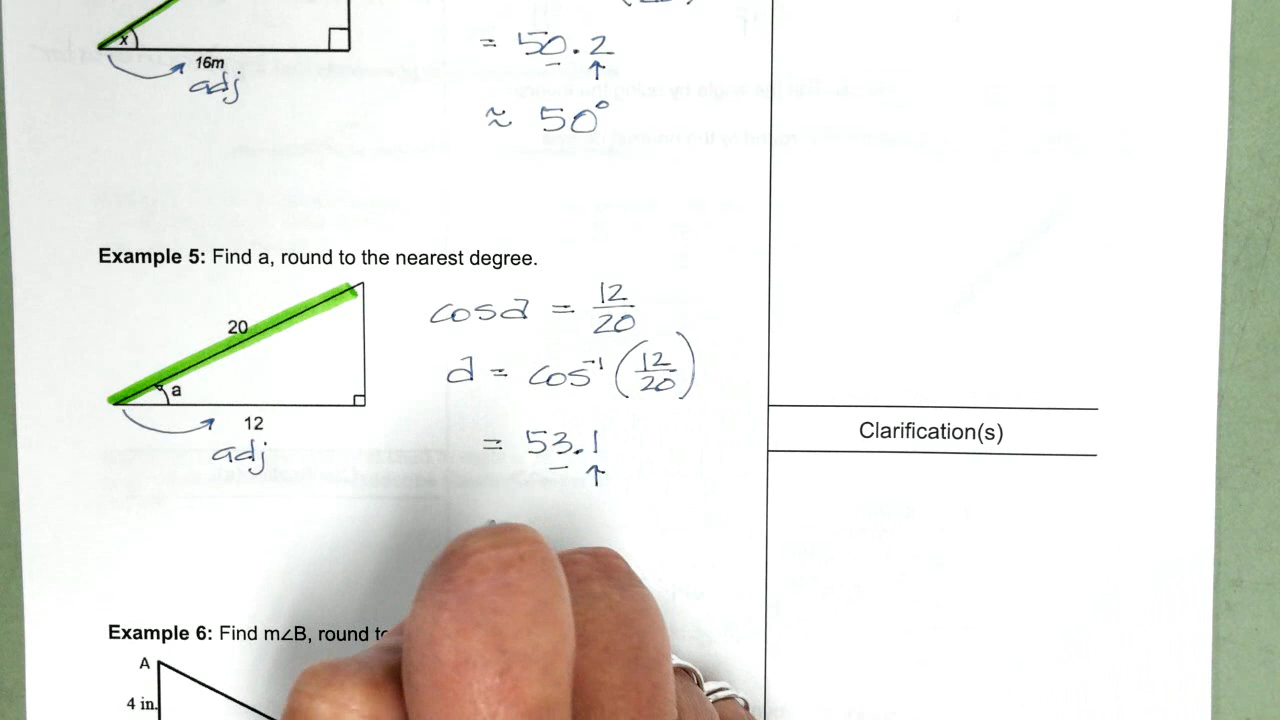 x
16m
adj
= 50.2
≈ 50°
Example 5: Find a, round to the nearest degree.
20
a
12
adj
cos a = 12/20
a = cos⁻¹ (12/20)
= 53.1
Clarification(s)
Example 6: Find m∠B, round
A
4 in.